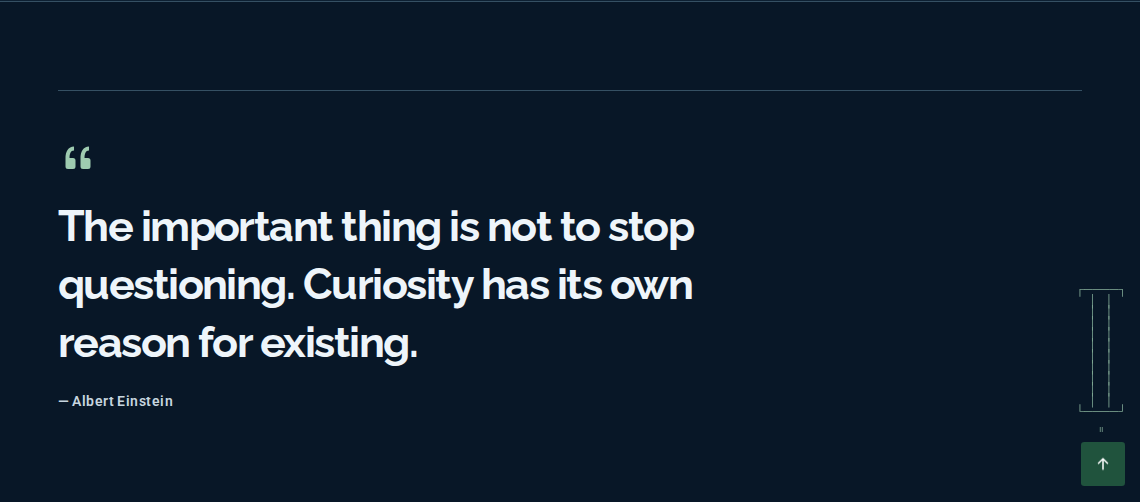 “
The important thing is not to stop
questioning. Curiosity has its own
reason for existing.
— Albert Einstein